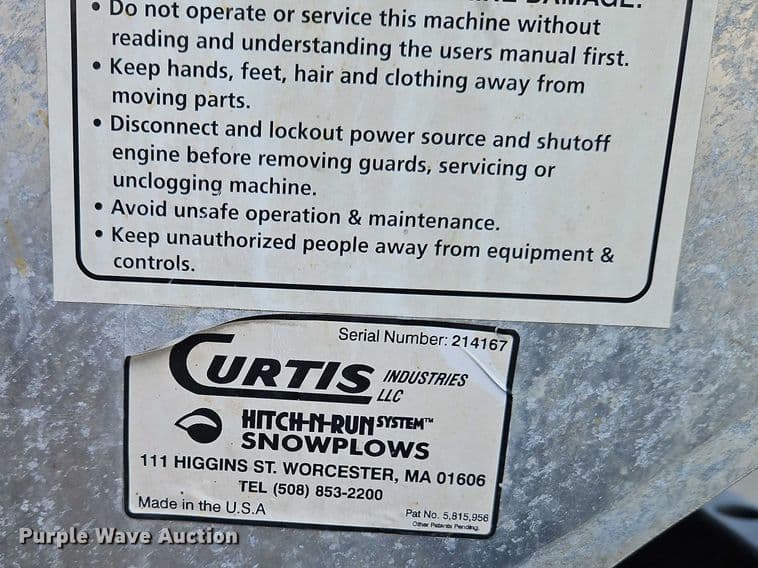 DAMAGE.
• Do not operate or service this machine without
reading and understanding the users manual first.
• Keep hands, feet, hair and clothing away from
moving parts.
• Disconnect and lockout power source and shutoff
engine before removing guards, servicing or
unclogging machine.
• Avoid unsafe operation & maintenance.
• Keep unauthorized people away from equipment &
controls.
Serial Number: 214167
CURTIS INDUSTRIES
LLC
HITCH-N-RUN SYSTEM™
SNOWPLOWS
111 HIGGINS ST. WORCESTER, MA 01606
TEL (508) 853-2200
Made in the U.S.A
Pat No. 5,815,956
Other Patents Pending.
Purple Wave Auction